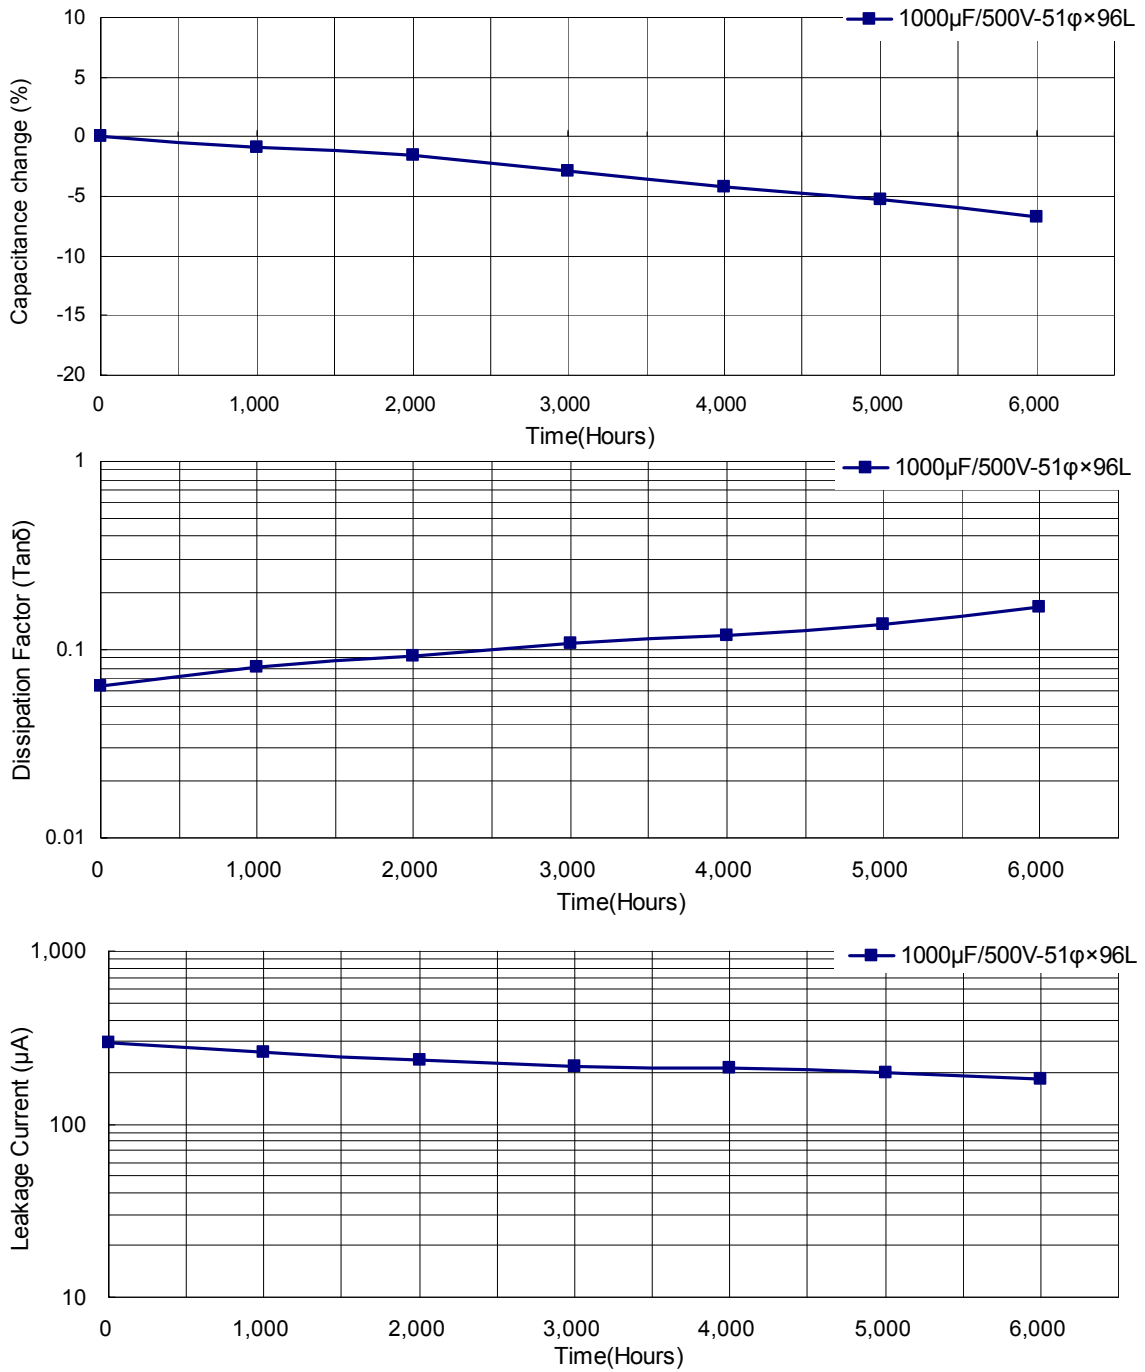 1000μF/500V-51φ×96L
Capacitance change (%)
10
5
0
-5
-10
-15
-20
0 1,000 2,000 3,000 4,000 5,000 6,000
Time(Hours)
1000μF/500V-51φ×96L
Dissipation Factor (Tanδ)
1
0.1
0.01
0 1,000 2,000 3,000 4,000 5,000 6,000
Time(Hours)
1000μF/500V-51φ×96L
Leakage Current (μA)
1,000
100
10
0 1,000 2,000 3,000 4,000 5,000 6,000
Time(Hours)